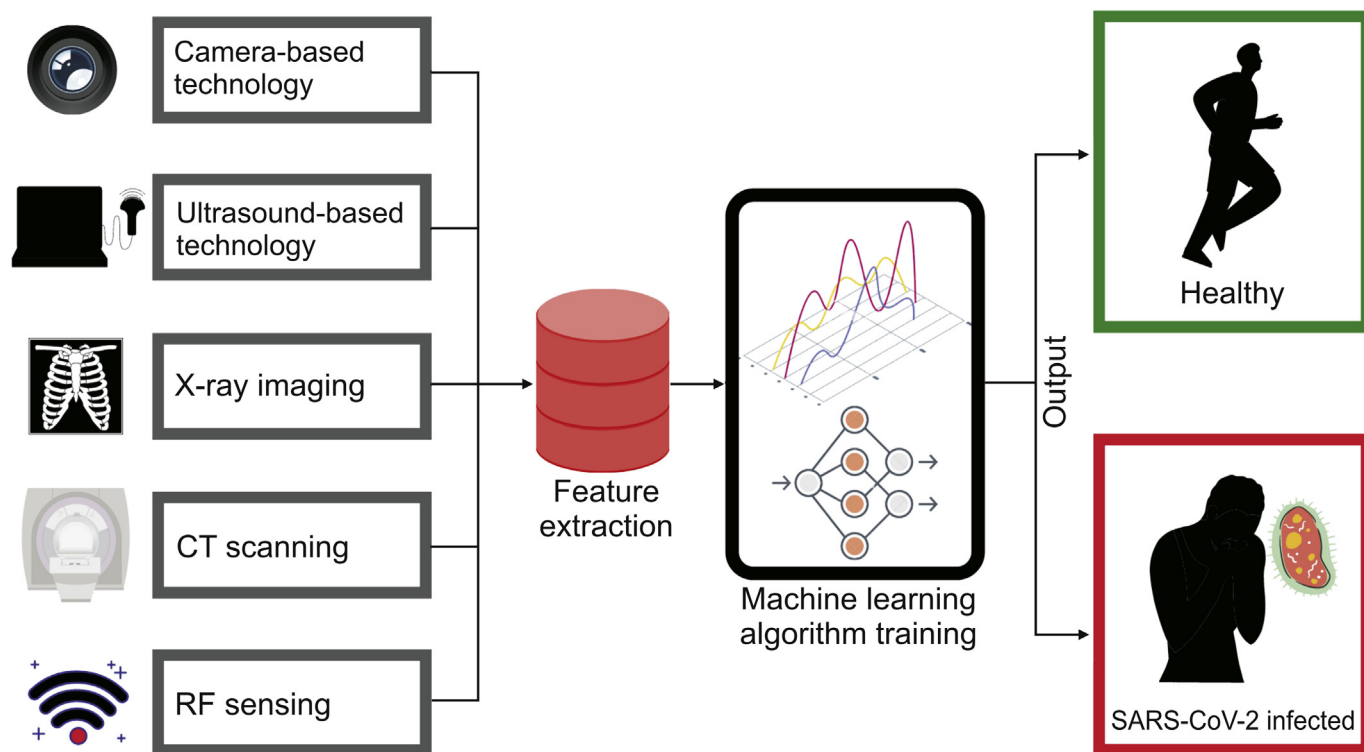 Camera-based
technology
Ultrasound-based
technology
X-ray imaging
CT scanning
RF sensing
Feature
extraction
Machine learning
algorithm training
Output
Healthy
SARS-CoV-2 infected